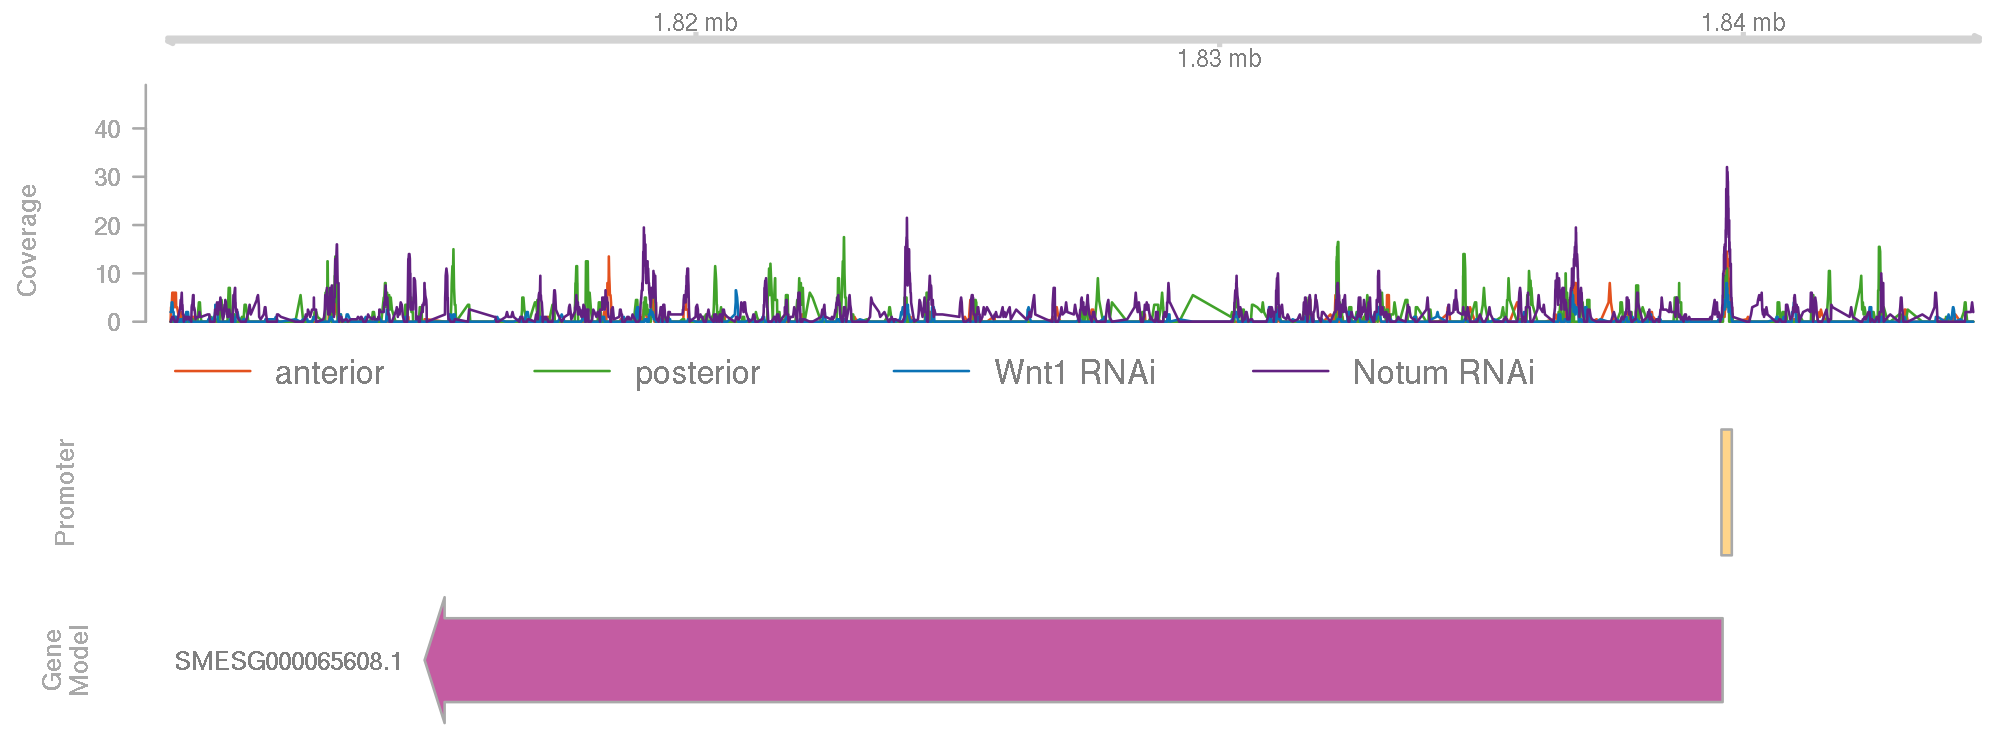 1.82 mb
1.84 mb
1.83 mb
Coverage
40
30
20
10
0
anterior posterior Wnt1 RNAi Notum RNAi
Promoter
Gene
Model
SMESG000065608.1